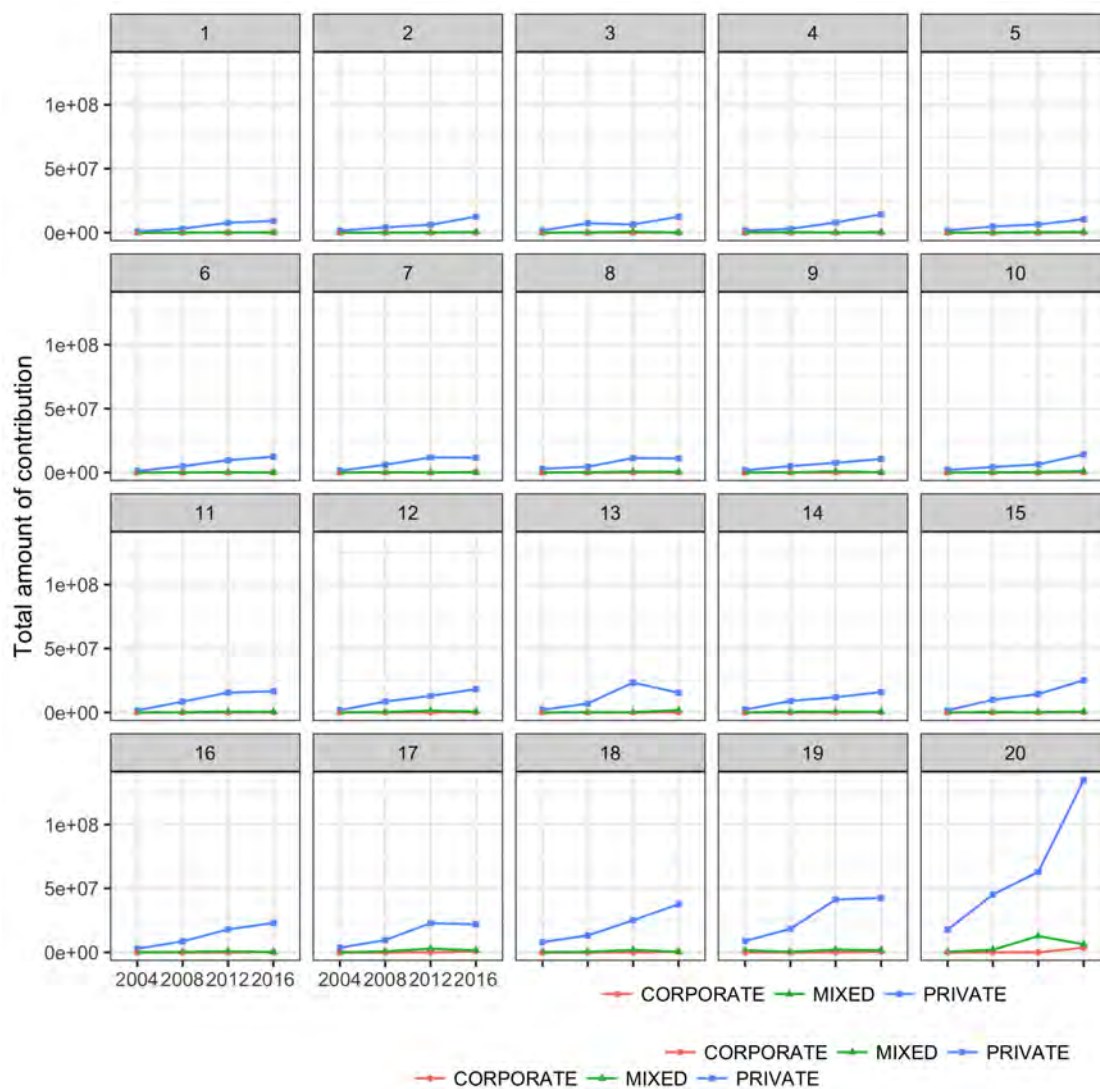 1 2 3 4 5
1e+08
5e+07
0e+00
6 7 8 9 10
1e+08
5e+07
0e+00
Total amount of contribution
11 12 13 14 15
1e+08
5e+07
0e+00
16 17 18 19 20
1e+08
5e+07
0e+00
2004 2008 2012 2016 2004 2008 2012 2016
CORPORATE MIXED PRIVATE
CORPORATE MIXED PRIVATE
CORPORATE MIXED PRIVATE